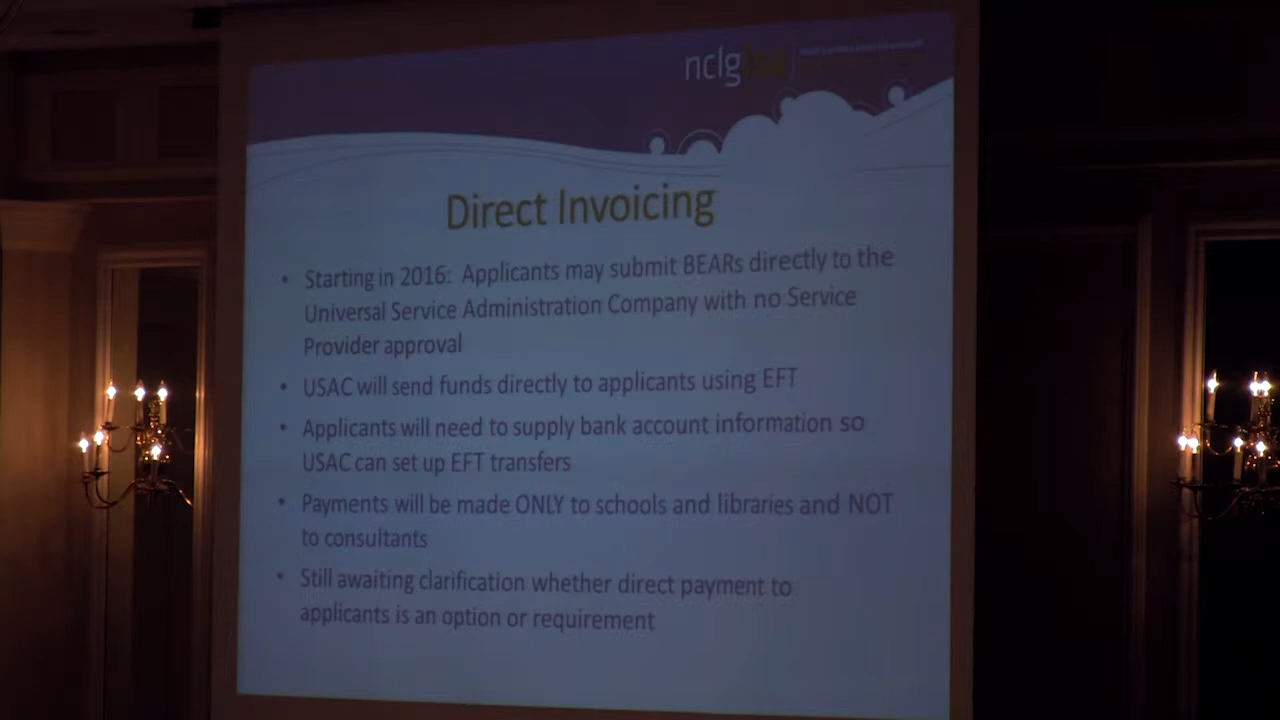 nclg
Direct Invoicing
• Starting in 2016: Applicants may submit BEARs directly to the
Universal Service Administration Company with no Service
Provider approval
• USAC will send funds directly to applicants using EFT
• Applicants will need to supply bank account information so
USAC can set up EFT transfers
• Payments will be made ONLY to schools and libraries and NOT
to consultants
• Still awaiting clarification whether direct payment to
applicants is an option or requirement